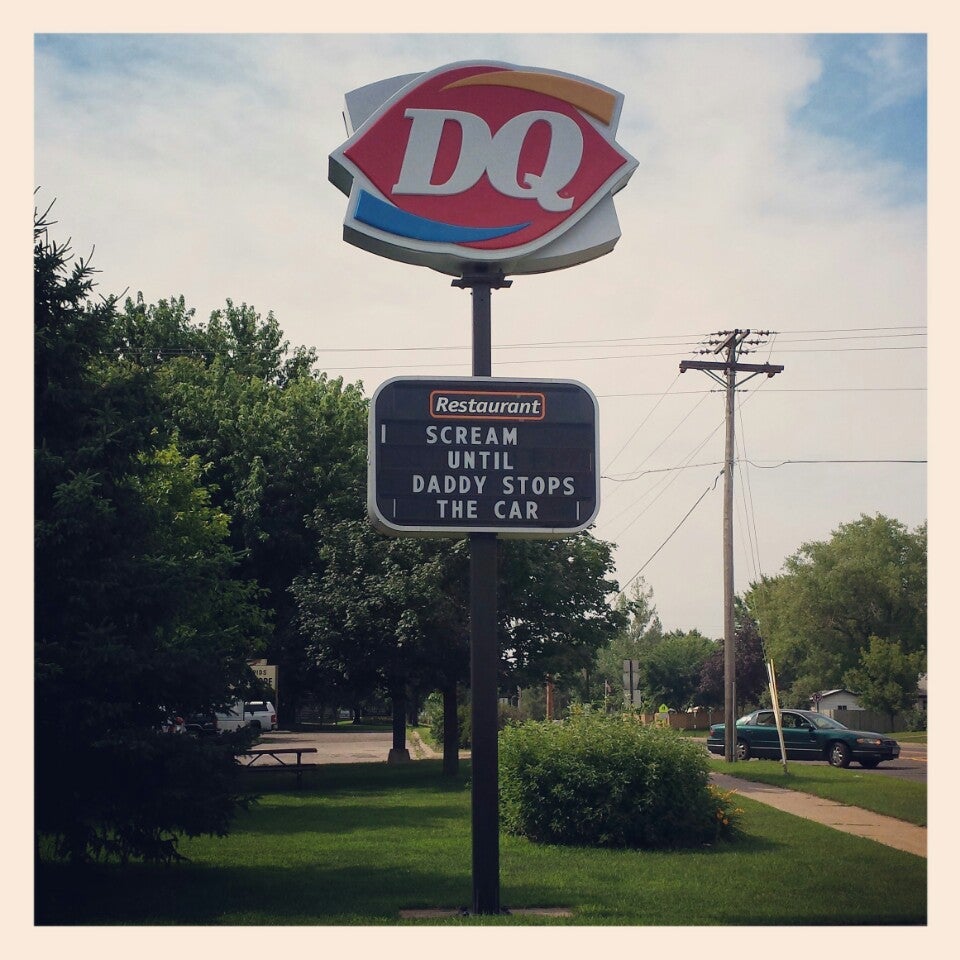 DQ
Restaurant
I SCREAM
UNTIL
DADDY STOPS
THE CAR